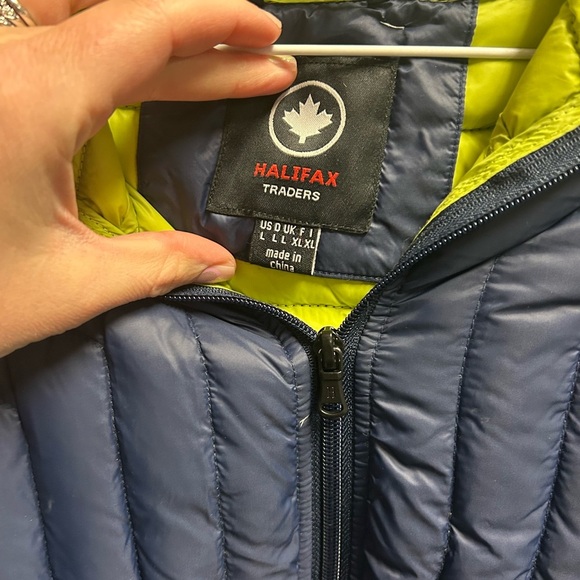 HALIFAX
TRADERS
US D UK F I
L L L XL XL
made in
china